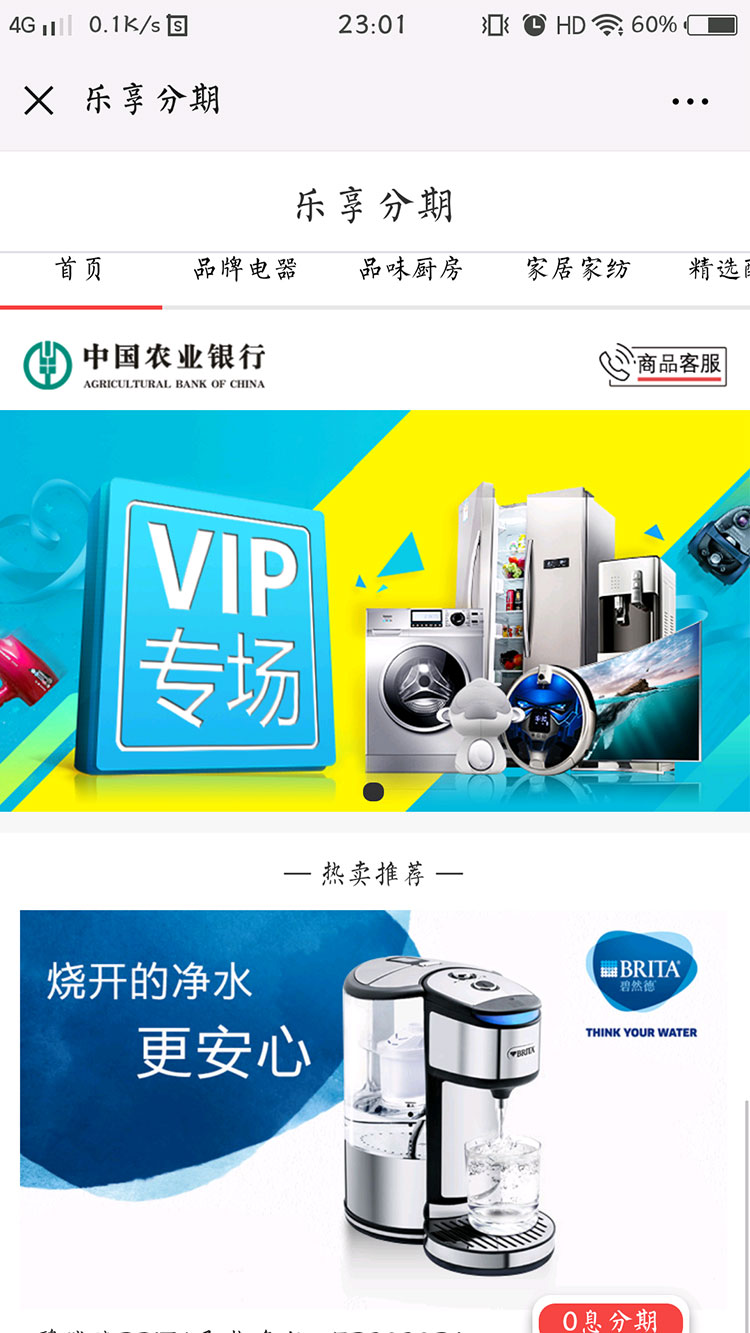 4G 0.1K/s 23:01 HD 60%
乐享分期
乐享分期
首页 品牌电器 品味厨房 家居家纺 精选
中国农业银行
AGRICULTURAL BANK OF CHINA
商品客服
VIP
专场
— 热卖推荐 —
烧开的净水
更安心
BRITA®
碧然德
THINK YOUR WATER
BRITA
0息分期